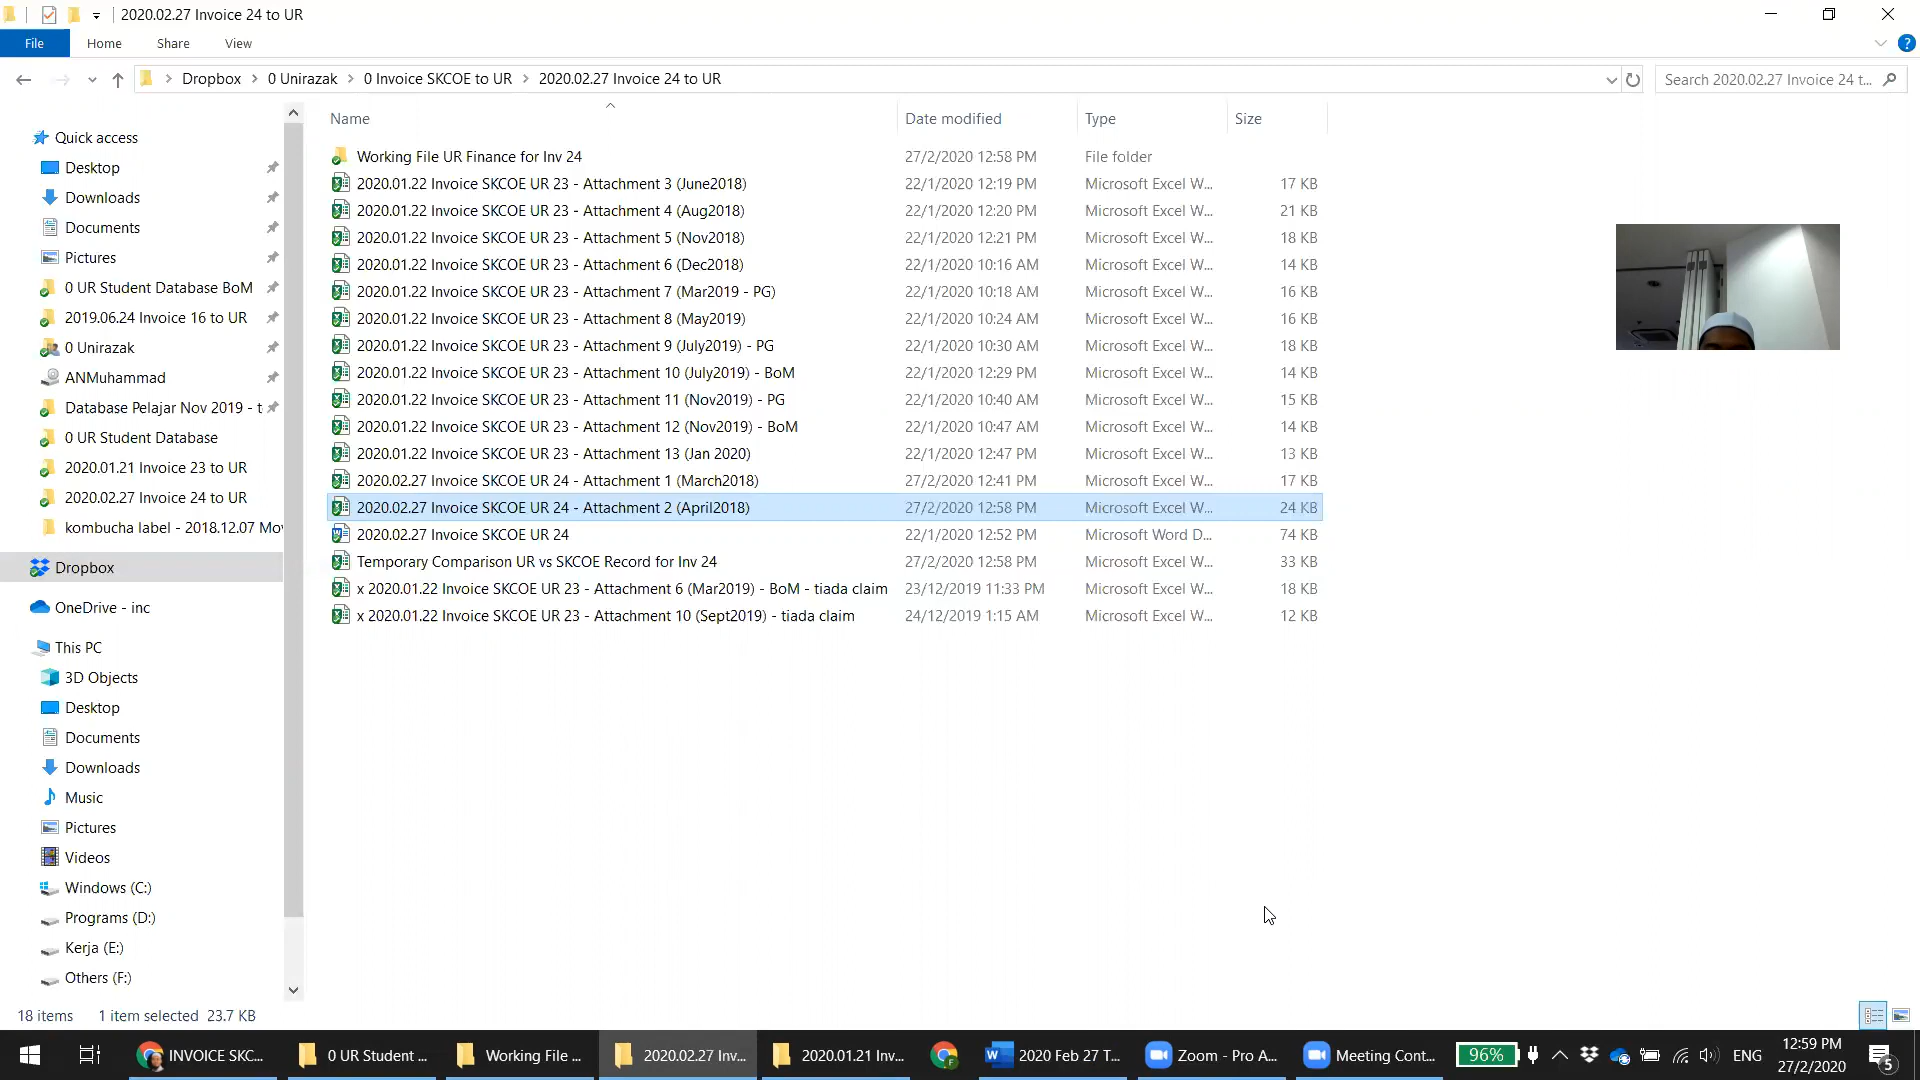 2020.02.27 Invoice 24 to UR
File Home Share View
Dropbox 0 Unirazak 0 Invoice SKCOE to UR 2020.02.27 Invoice 24 to UR
Search 2020.02.27 Invoice 24 t...
Quick access
Desktop
Downloads
Documents
Pictures
0 UR Student Database BoM
2019.06.24 Invoice 16 to UR
0 Unirazak
ANMuhammad
Database Pelajar Nov 2019 - t
0 UR Student Database
2020.01.21 Invoice 23 to UR
2020.02.27 Invoice 24 to UR
kombucha label - 2018.12.07 Mov
Dropbox
OneDrive - inc
This PC
3D Objects
Desktop
Documents
Downloads
Music
Pictures
Videos
Windows (C:)
Programs (D:)
Kerja (E:)
Others (F:)
Name Date modified Type Size
Working File UR Finance for Inv 24 27/2/2020 12:58 PM File folder
2020.01.22 Invoice SKCOE UR 23 - Attachment 3 (June2018) 22/1/2020 12:19 PM Microsoft Excel W... 17 KB
2020.01.22 Invoice SKCOE UR 23 - Attachment 4 (Aug2018) 22/1/2020 12:20 PM Microsoft Excel W... 21 KB
2020.01.22 Invoice SKCOE UR 23 - Attachment 5 (Nov2018) 22/1/2020 12:21 PM Microsoft Excel W... 18 KB
2020.01.22 Invoice SKCOE UR 23 - Attachment 6 (Dec2018) 22/1/2020 10:16 AM Microsoft Excel W... 14 KB
2020.01.22 Invoice SKCOE UR 23 - Attachment 7 (Mar2019 - PG) 22/1/2020 10:18 AM Microsoft Excel W... 16 KB
2020.01.22 Invoice SKCOE UR 23 - Attachment 8 (May2019) 22/1/2020 10:24 AM Microsoft Excel W... 16 KB
2020.01.22 Invoice SKCOE UR 23 - Attachment 9 (July2019) - PG 22/1/2020 10:30 AM Microsoft Excel W... 18 KB
2020.01.22 Invoice SKCOE UR 23 - Attachment 10 (July2019) - BoM 22/1/2020 12:29 PM Microsoft Excel W... 14 KB
2020.01.22 Invoice SKCOE UR 23 - Attachment 11 (Nov2019) - PG 22/1/2020 10:40 AM Microsoft Excel W... 15 KB
2020.01.22 Invoice SKCOE UR 23 - Attachment 12 (Nov2019) - BoM 22/1/2020 10:47 AM Microsoft Excel W... 14 KB
2020.01.22 Invoice SKCOE UR 23 - Attachment 13 (Jan 2020) 22/1/2020 12:47 PM Microsoft Excel W... 13 KB
2020.02.27 Invoice SKCOE UR 24 - Attachment 1 (March2018) 27/2/2020 12:41 PM Microsoft Excel W... 17 KB
2020.02.27 Invoice SKCOE UR 24 - Attachment 2 (April2018) 27/2/2020 12:58 PM Microsoft Excel W... 24 KB
2020.02.27 Invoice SKCOE UR 24 22/1/2020 12:52 PM Microsoft Word D... 74 KB
Temporary Comparison UR vs SKCOE Record for Inv 24 27/2/2020 12:58 PM Microsoft Excel W... 33 KB
x 2020.01.22 Invoice SKCOE UR 23 - Attachment 6 (Mar2019) - BoM - tiada claim 23/12/2019 11:33 PM Microsoft Excel W... 18 KB
x 2020.01.22 Invoice SKCOE UR 23 - Attachment 10 (Sept2019) - tiada claim 24/12/2019 1:15 AM Microsoft Excel W... 12 KB
18 items 1 item selected 23.7 KB
INVOICE SKC... 0 UR Student ... Working File ... 2020.02.27 Inv... 2020.01.21 Inv... 2020 Feb 27 T... Zoom - Pro A... Meeting Cont... 96% ENG 12:59 PM 5
27/2/2020